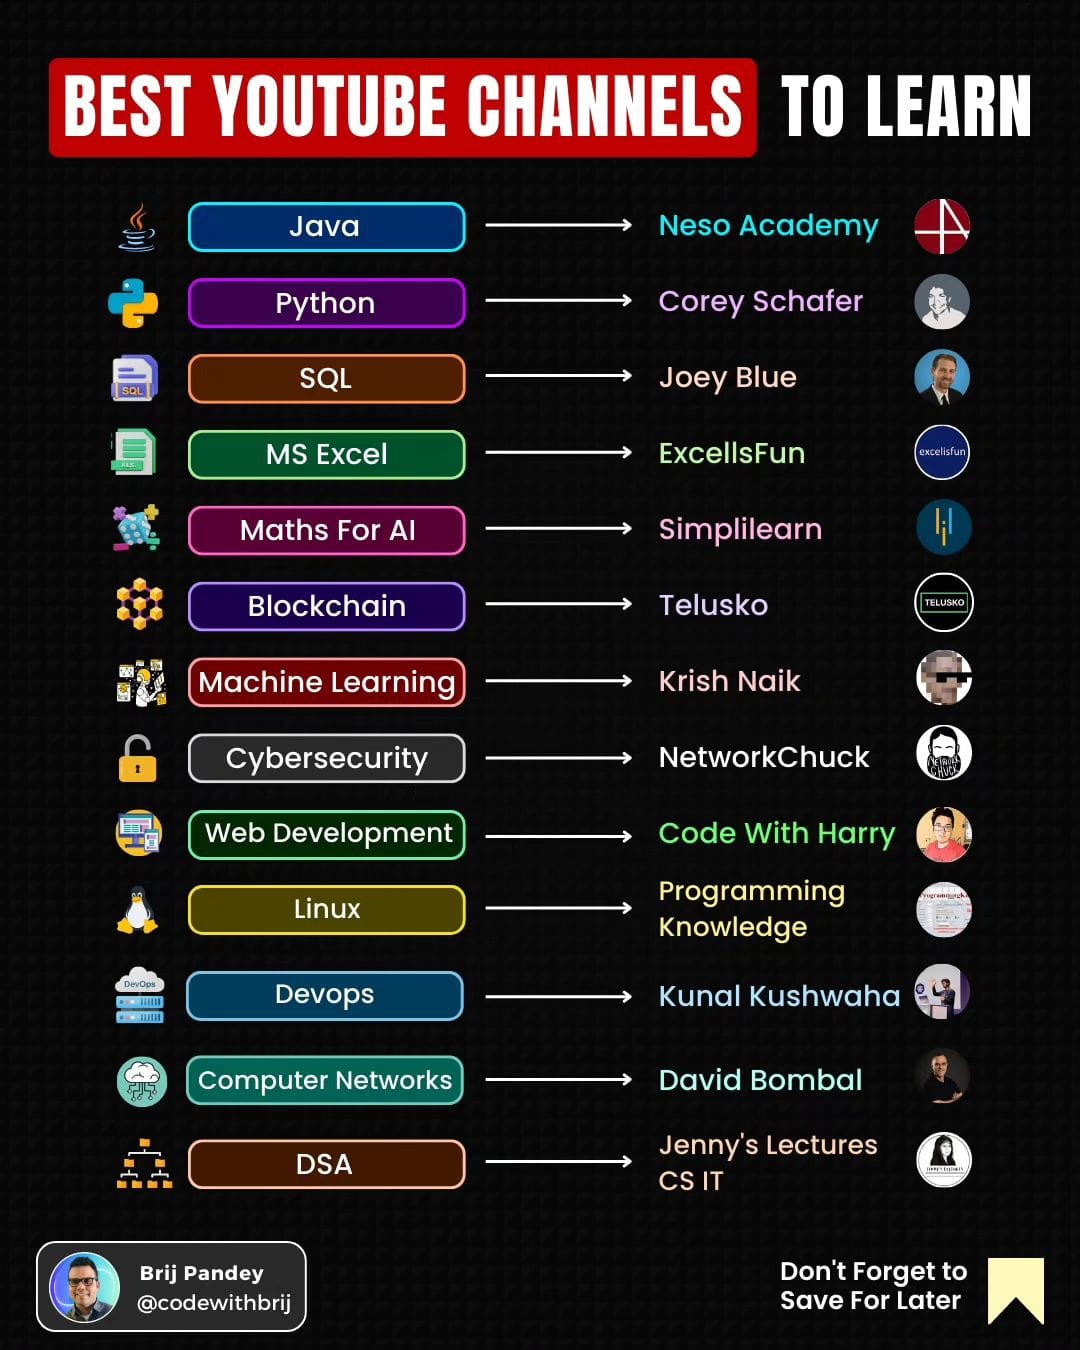 BEST YOUTUBE CHANNELS TO LEARN
Java Neso Academy
Python Corey Schafer
SQL SQL Joey Blue
XLS MS Excel ExcellsFun excelisfun
Maths For AI Simplilearn
Blockchain Telusko TELUSKO
Machine Learning Krish Naik
Cybersecurity NetworkChuck NETWORK CHUCK
Web Development Code With Harry
Linux Programming
Knowledge
DevOps Devops Kunal Kushwaha
Computer Networks David Bombal
DSA Jenny's Lectures
CS IT
Brij Pandey
@codewithbrij
Don't Forget to
Save For Later